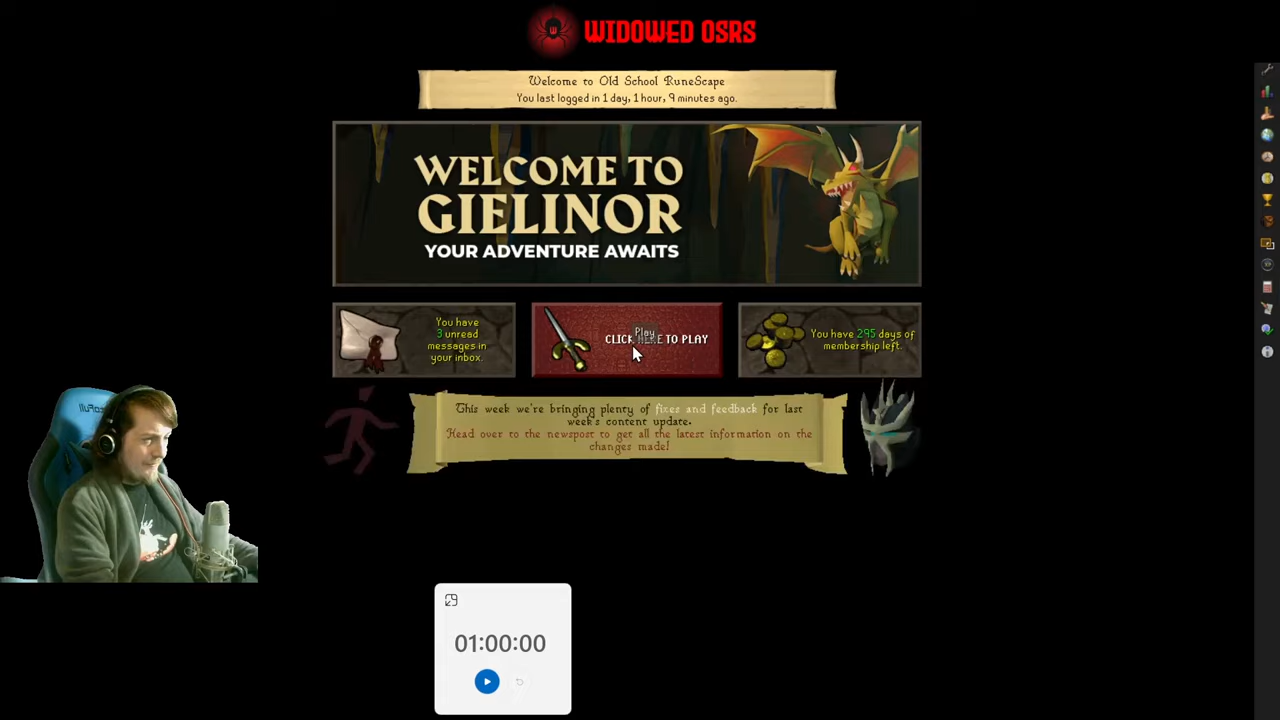 WIDOWED OSRS
Welcome to Old School RuneScape
You last logged in 1 day, 1 hour, 9 minutes ago.
WELCOME TO
GIELINOR
YOUR ADVENTURE AWAITS
You have
3 unread
messages in
your inbox.
Play
CLICK HERE TO PLAY
You have 295 days of
membership left.
This week we're bringing plenty of fixes and feedback for last
week's content update.
Head over to the newspost to get all the latest information on the
changes made!
01:00:00